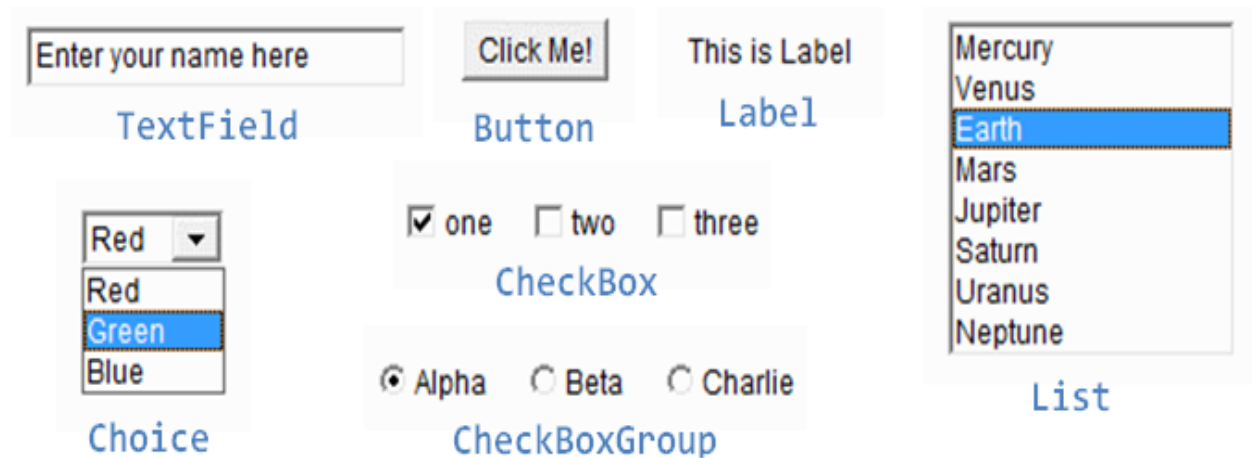 Enter your name here
TextField
Click Me!
Button
This is Label
Label
Mercury
Venus
Earth
Mars
Jupiter
Saturn
Uranus
Neptune
List
Red
Red
Green
Blue
Choice
one two three
CheckBox
Alpha Beta Charlie
CheckBoxGroup